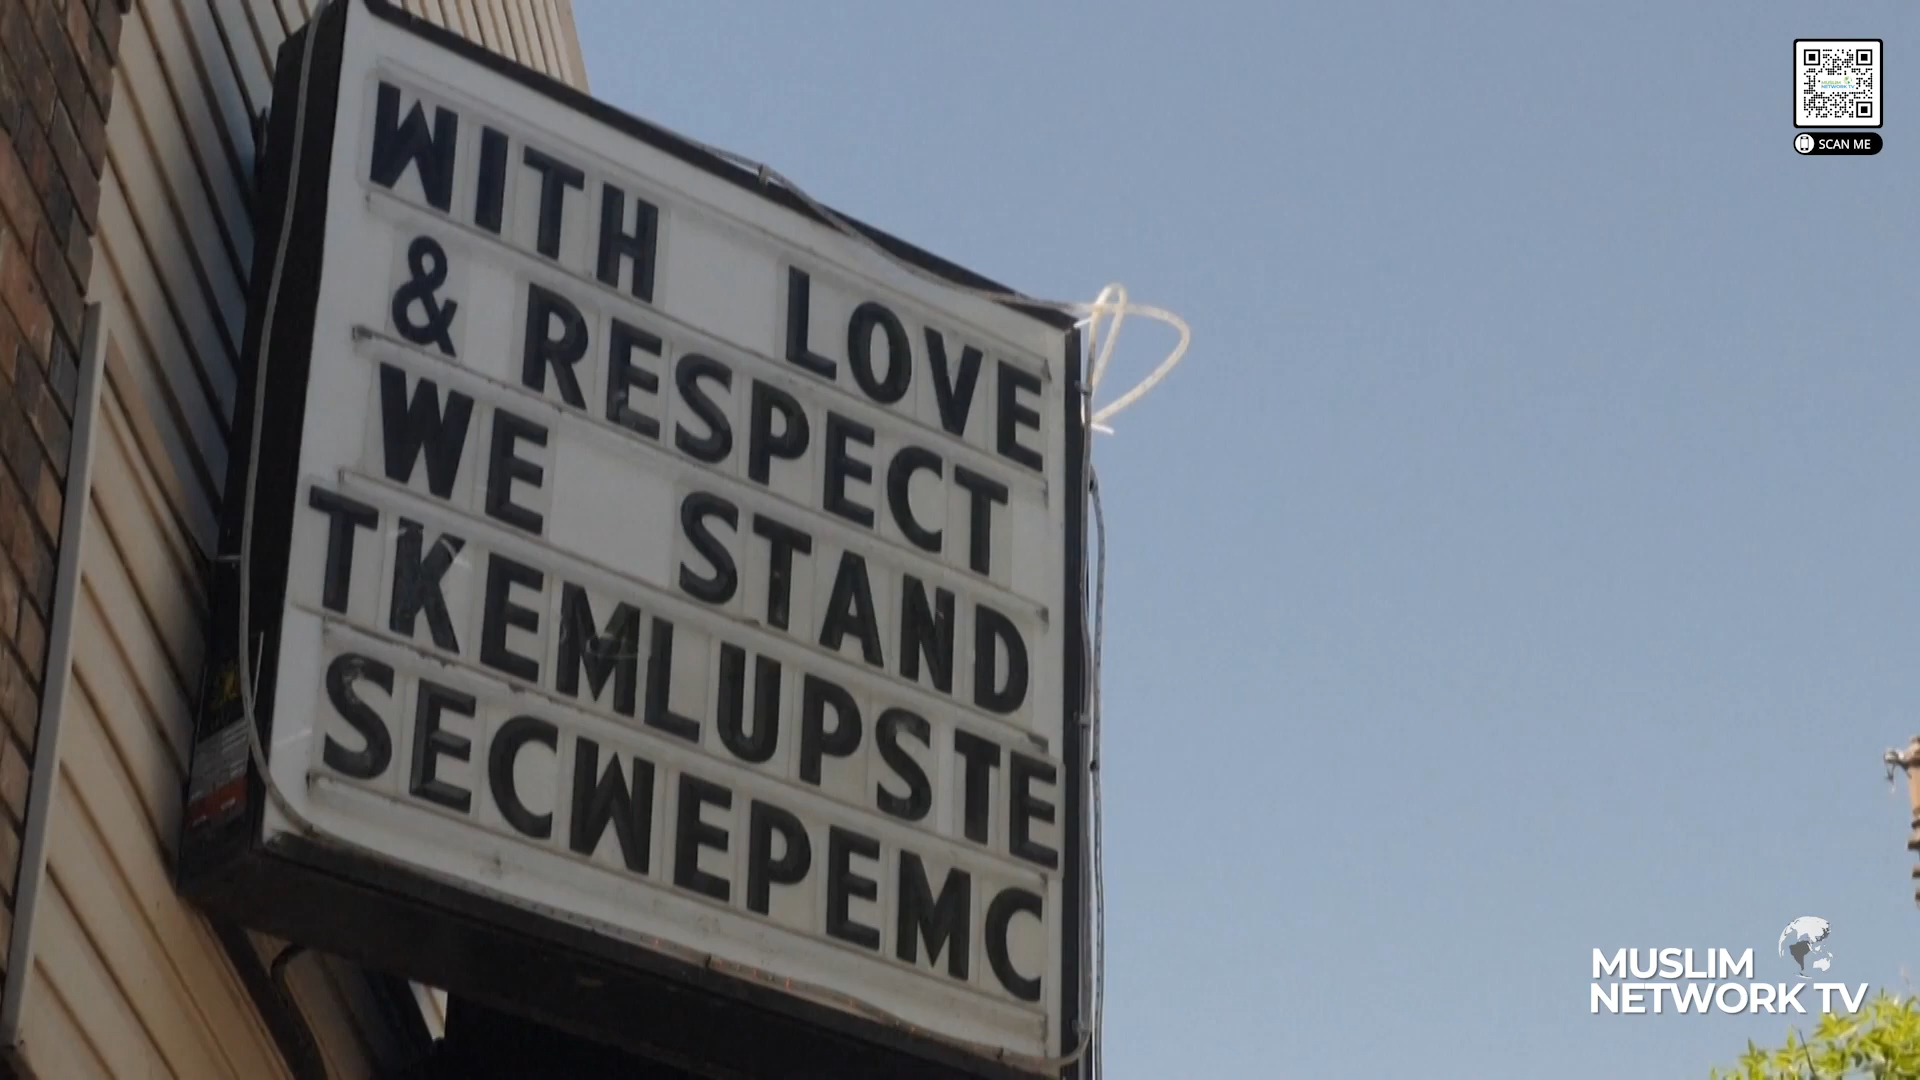 WITH LOVE
& RESPECT
WE STAND
TKEMLUPSTE
SECWEPEMC
SCAN ME
MUSLIM
NETWORK TV